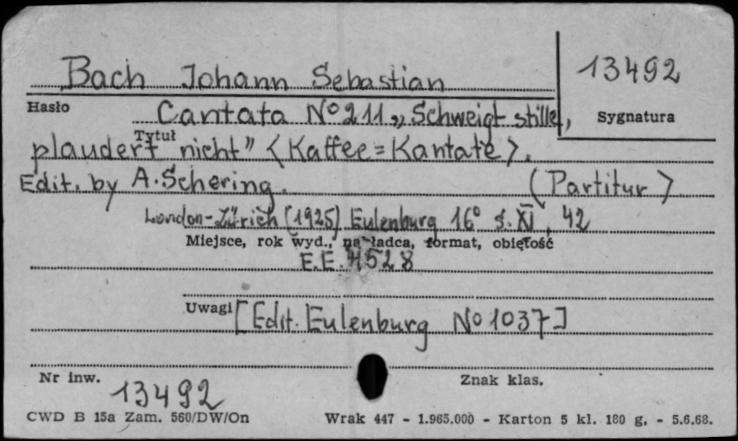 Bach Johann Sebastian
13492
Hasło
Cantata No 211 „Schweigt stille,
Sygnatura
Tytuł
plaudert nicht" <Kaffee=Kantate>.
Edit. by A. Schering. (Partitur)
London-Zürich (1925) Eulenburg 16° s. XI, 42
Miejsce, rok wyd., nakładca, format, objętość
E.E. 4528
Uwagi [Edit. Eulenburg No 1037]
Nr inw. 13492
Znak klas.
CWD B 15a Zam. 560/DW/On Wrak 447 - 1.965.000 - Karton 5 kl. 180 g. - 5.6.68.